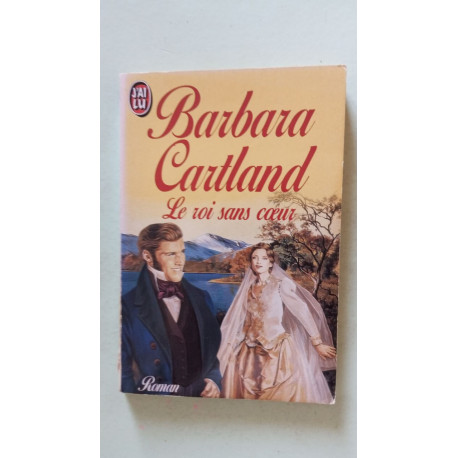 J'AI
LU
Barbara
Cartland
Le roi sans cœur
Roman